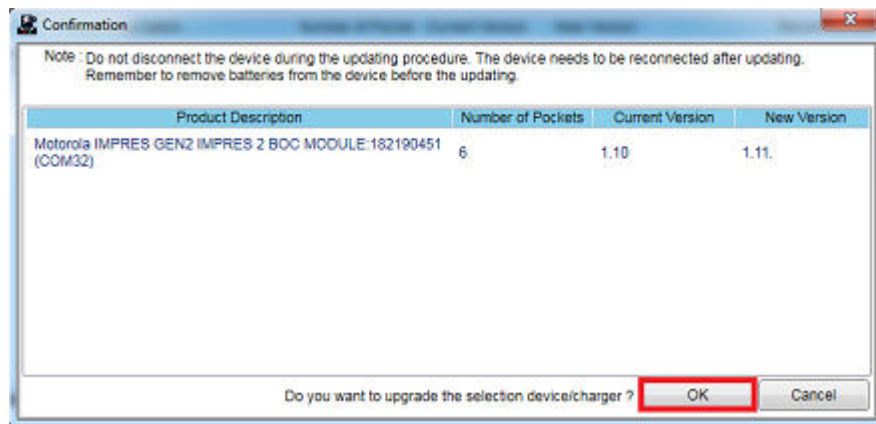 Confirmation
Note : Do not disconnect the device during the updating procedure. The device needs to be reconnected after updating.
Remember to remove batteries from the device before the updating.
Product Description Number of Pockets Current Version New Version
Motorola IMPRES GEN2 IMPRES 2 BOC MODULE:182190451
(COM32) 6 1.10 1.11.
Do you want to upgrade the selection device/charger ? OK Cancel